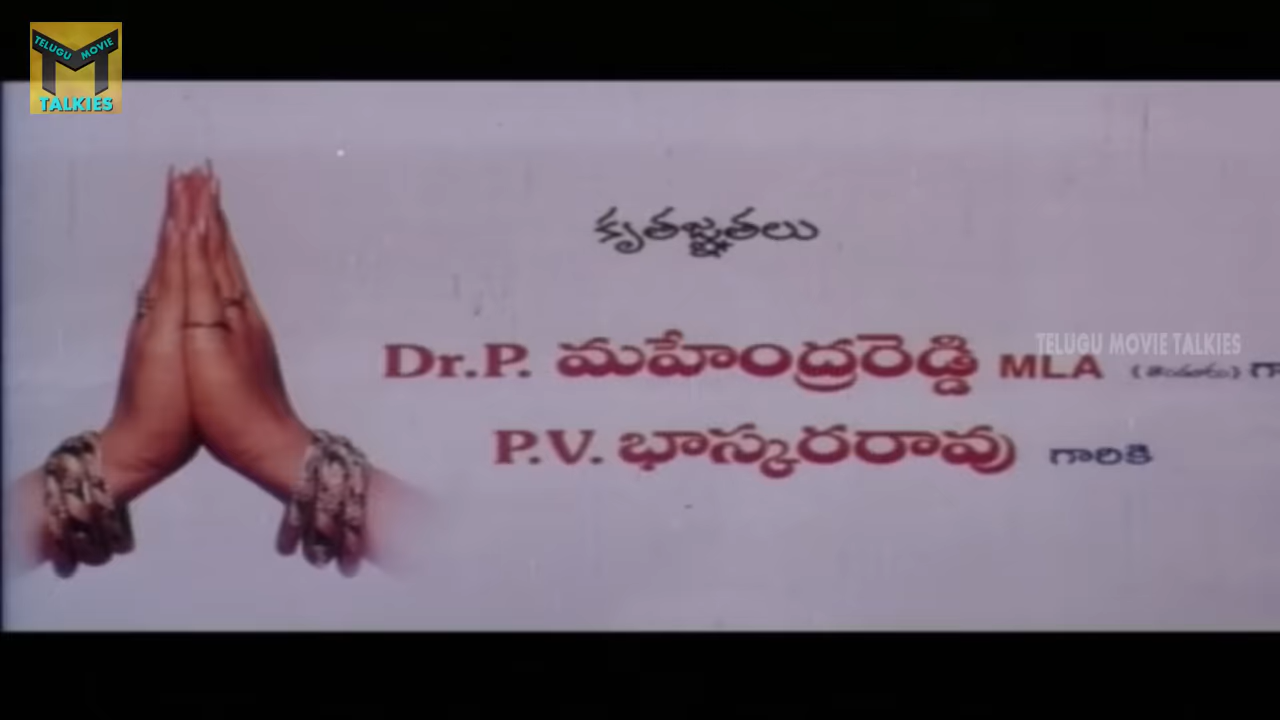 TELUGU MOVIE
TALKIES
కృతజ్ఞతలు
Dr.P. మహేంద్రరెడ్డి MLA
TELUGU MOVIE TALKIES
P.V. భాస్కరరావు గారికి